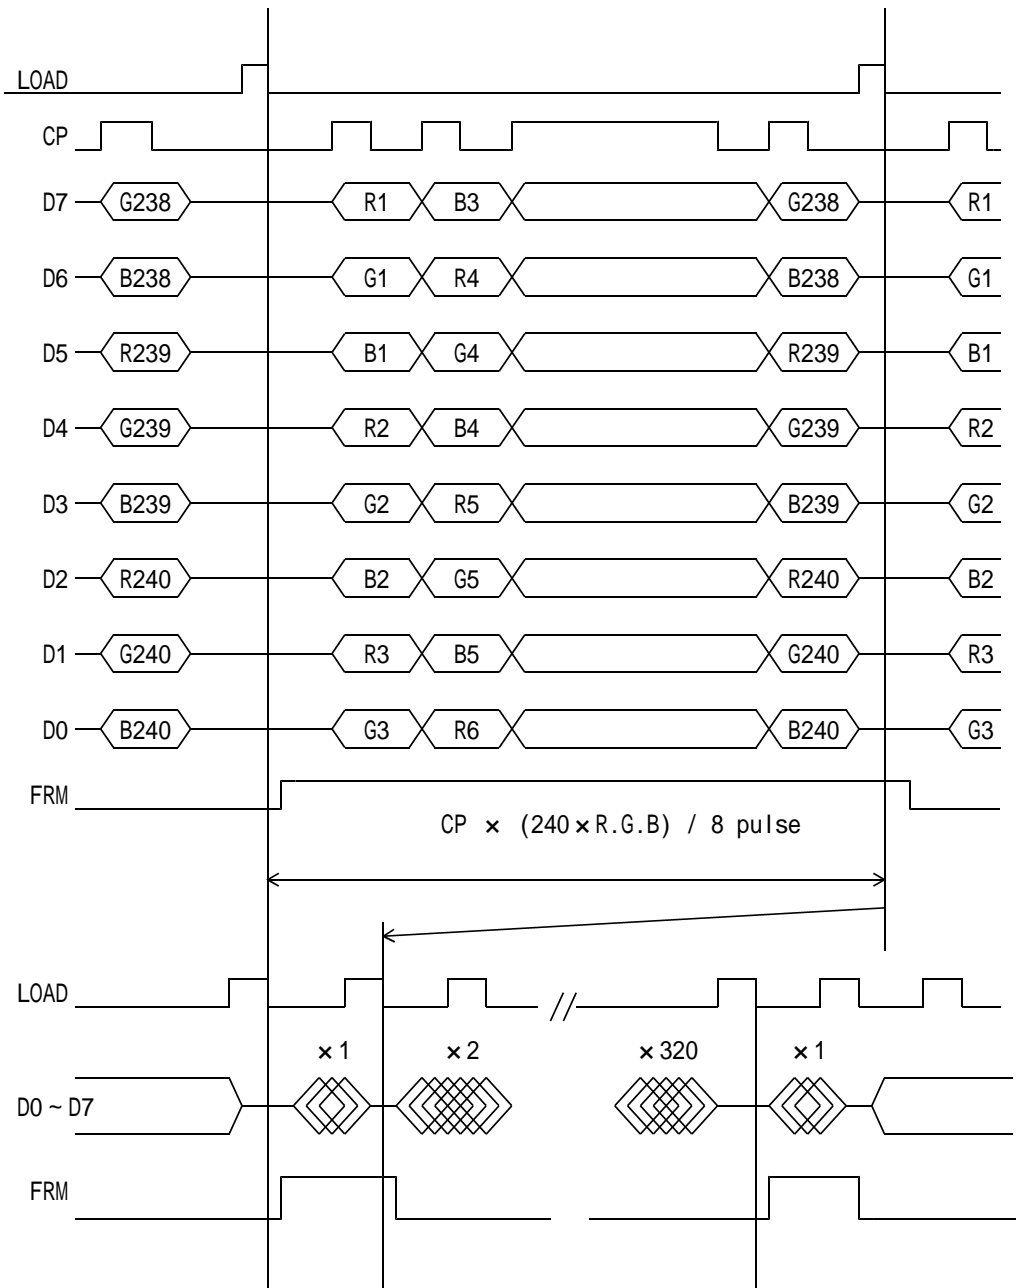 LOAD
CP
D7 G238 R1 B3 G238 R1
D6 B238 G1 R4 B238 G1
D5 R239 B1 G4 R239 B1
D4 G239 R2 B4 G239 R2
D3 B239 G2 R5 B239 G2
D2 R240 B2 G5 R240 B2
D1 G240 R3 B5 G240 R3
D0 B240 G3 R6 B240 G3
FRM
CP × (240×R.G.B) / 8 pulse
LOAD //
×1 ×2 ×320 ×1
D0 ~ D7
FRM